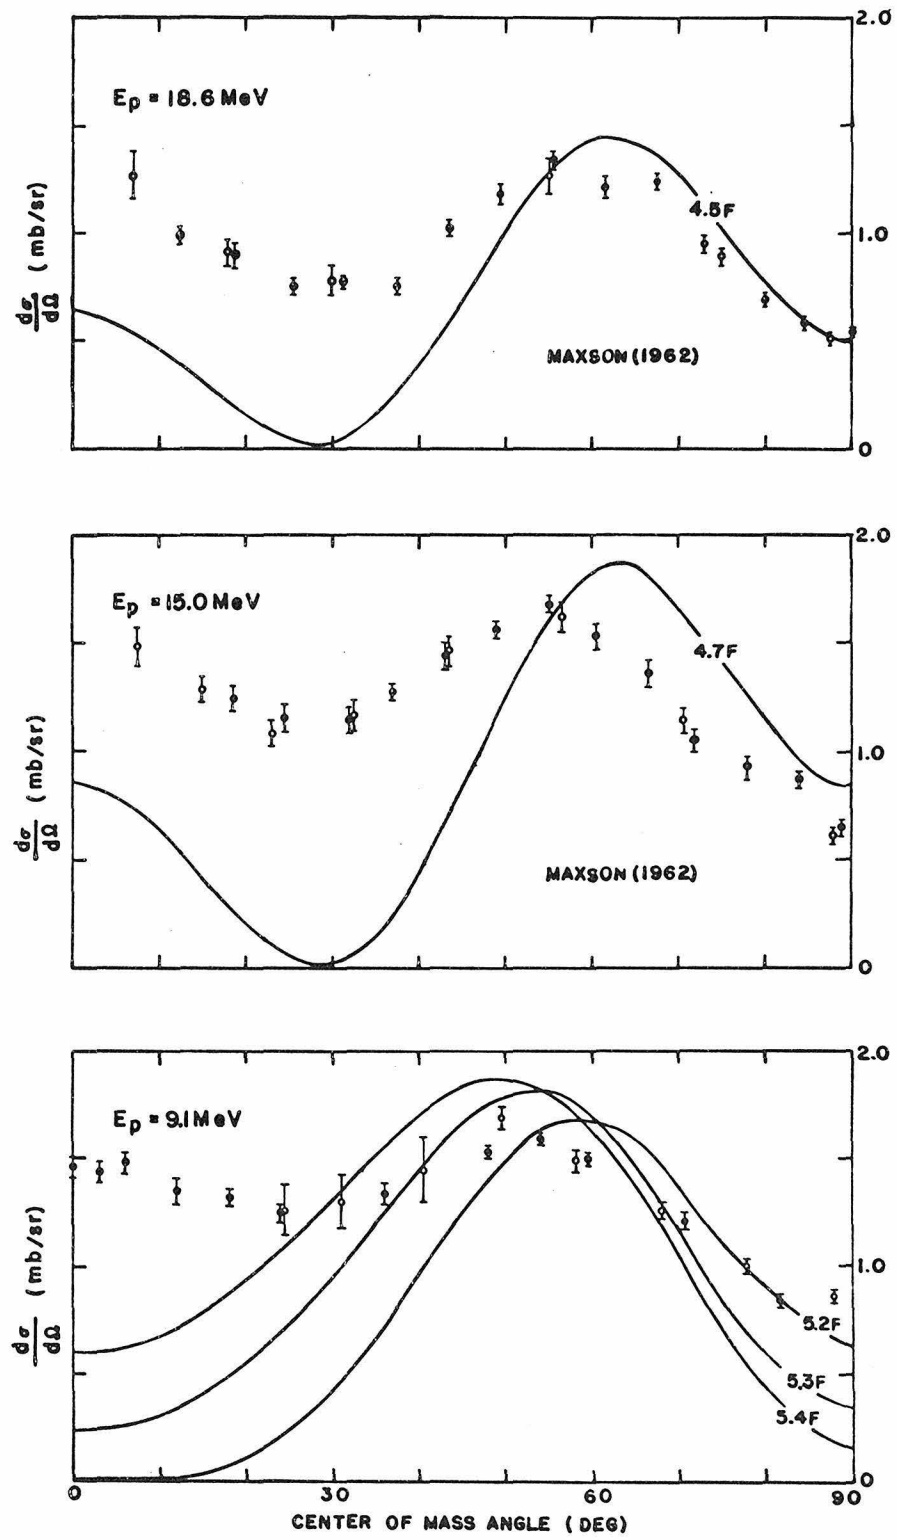 2.0
Ep = 18.6 MeV
4.5F
1.0
dσ/dΩ (mb/sr)
MAXSON (1962)
0
2.0
Ep = 15.0 MeV
4.7F
1.0
dσ/dΩ (mb/sr)
MAXSON (1962)
0
2.0
Ep = 9.1 MeV
1.0
dσ/dΩ (mb/sr)
5.2F
5.3F
5.4F
0
0 30 60 90
CENTER OF MASS ANGLE (DEG)